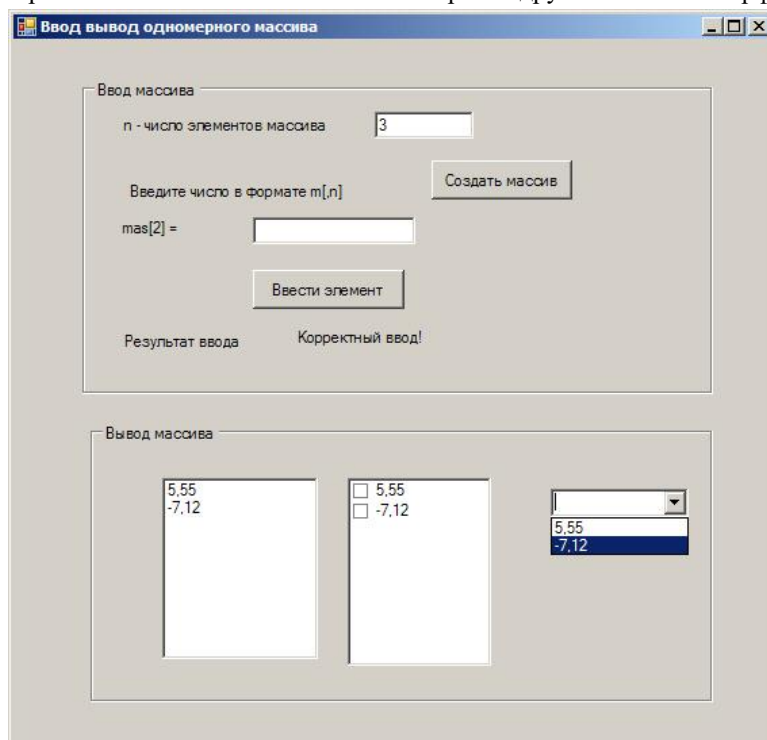 Ввод вывод одномерного массива
Ввод массива
n - число элементов массива
3
Создать массив
Введите число в формате m[,n]
mas[2] =
Ввести элемент
Результат ввода
Корректный ввод!
Вывод массива
5,55
-7,12
5,55
-7,12
5,55
-7,12